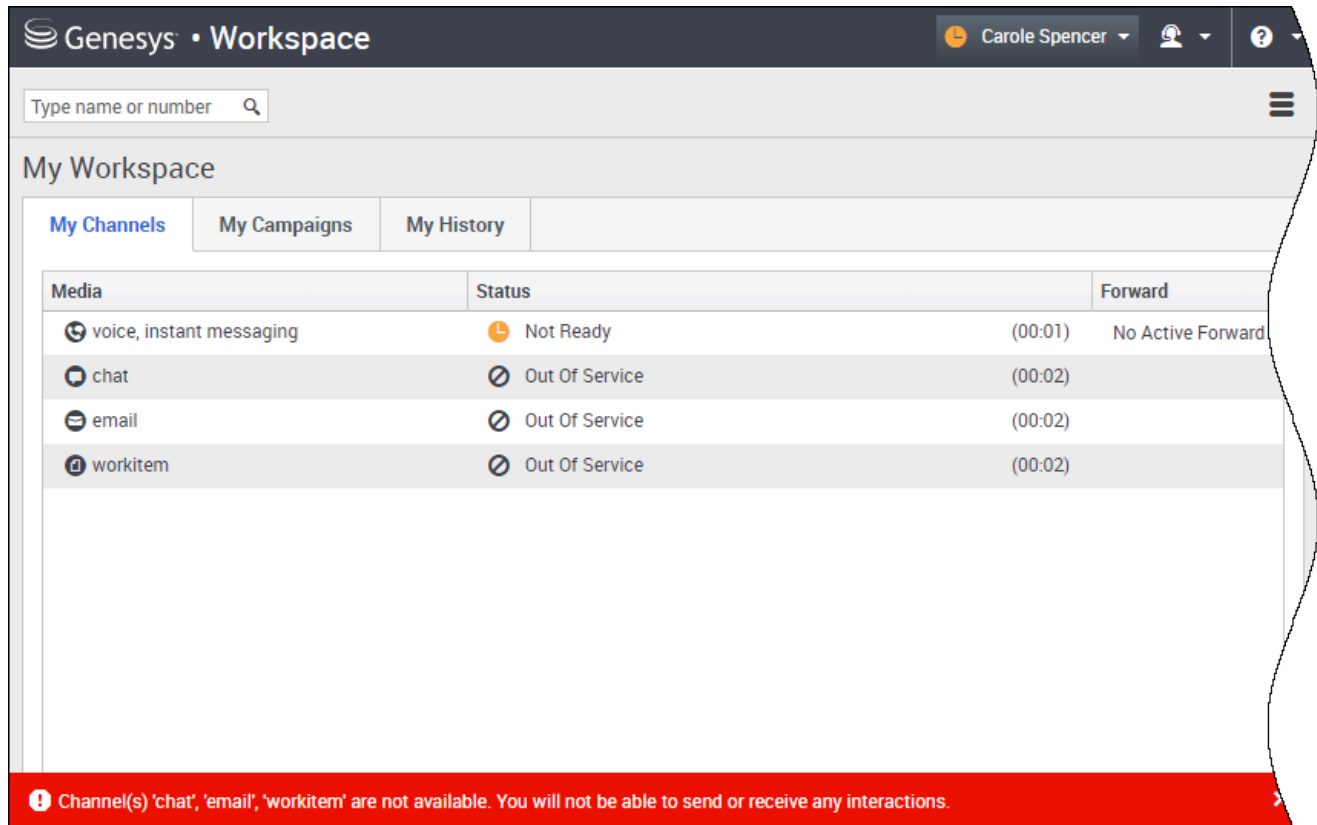 Genesys • Workspace Carole Spencer
Type name or number
My Workspace
My Channels My Campaigns My History
Media Status Forward
voice, instant messaging Not Ready (00:01) No Active Forward
chat Out Of Service (00:02)
email Out Of Service (00:02)
workitem Out Of Service (00:02)
Channel(s) 'chat', 'email', 'workitem' are not available. You will not be able to send or receive any interactions.